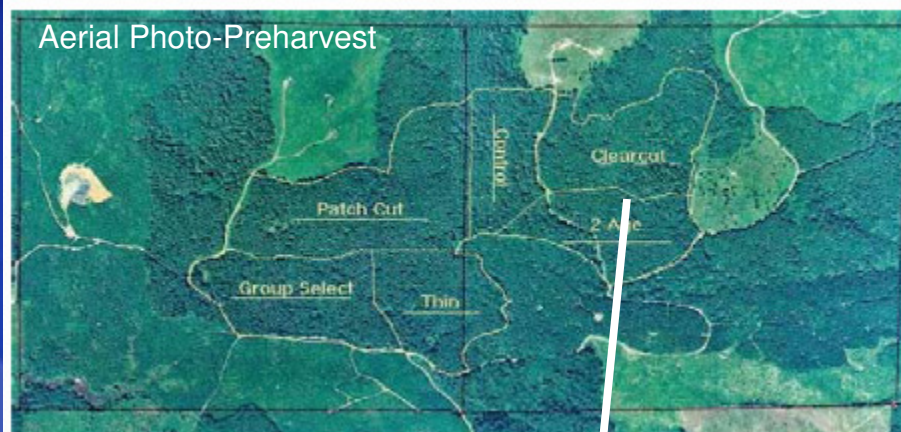 Aerial Photo-Preharvest
Control
Clearcut
Patch Cut
2 Age
Group Select
Thin